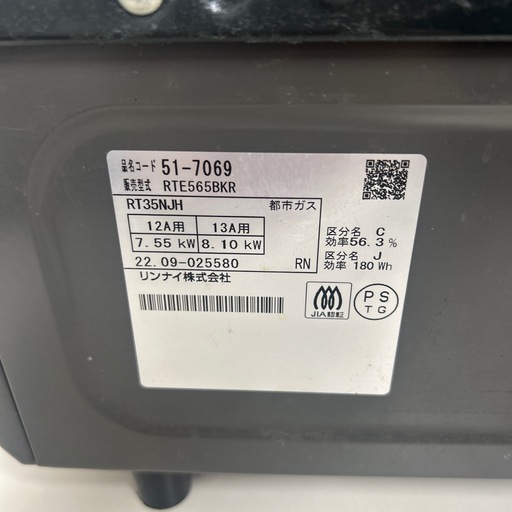 品名コード 51-7069
販売型式 RTE565BKR
RT35NJH 都市ガス
12A用 13A用
7.55 kW 8.10 kW
区分名 C
効率56.3 %
区分名 J
効率 180 Wh
22.09-025580 RN
リンナイ株式会社
JIA認証
PS
TG